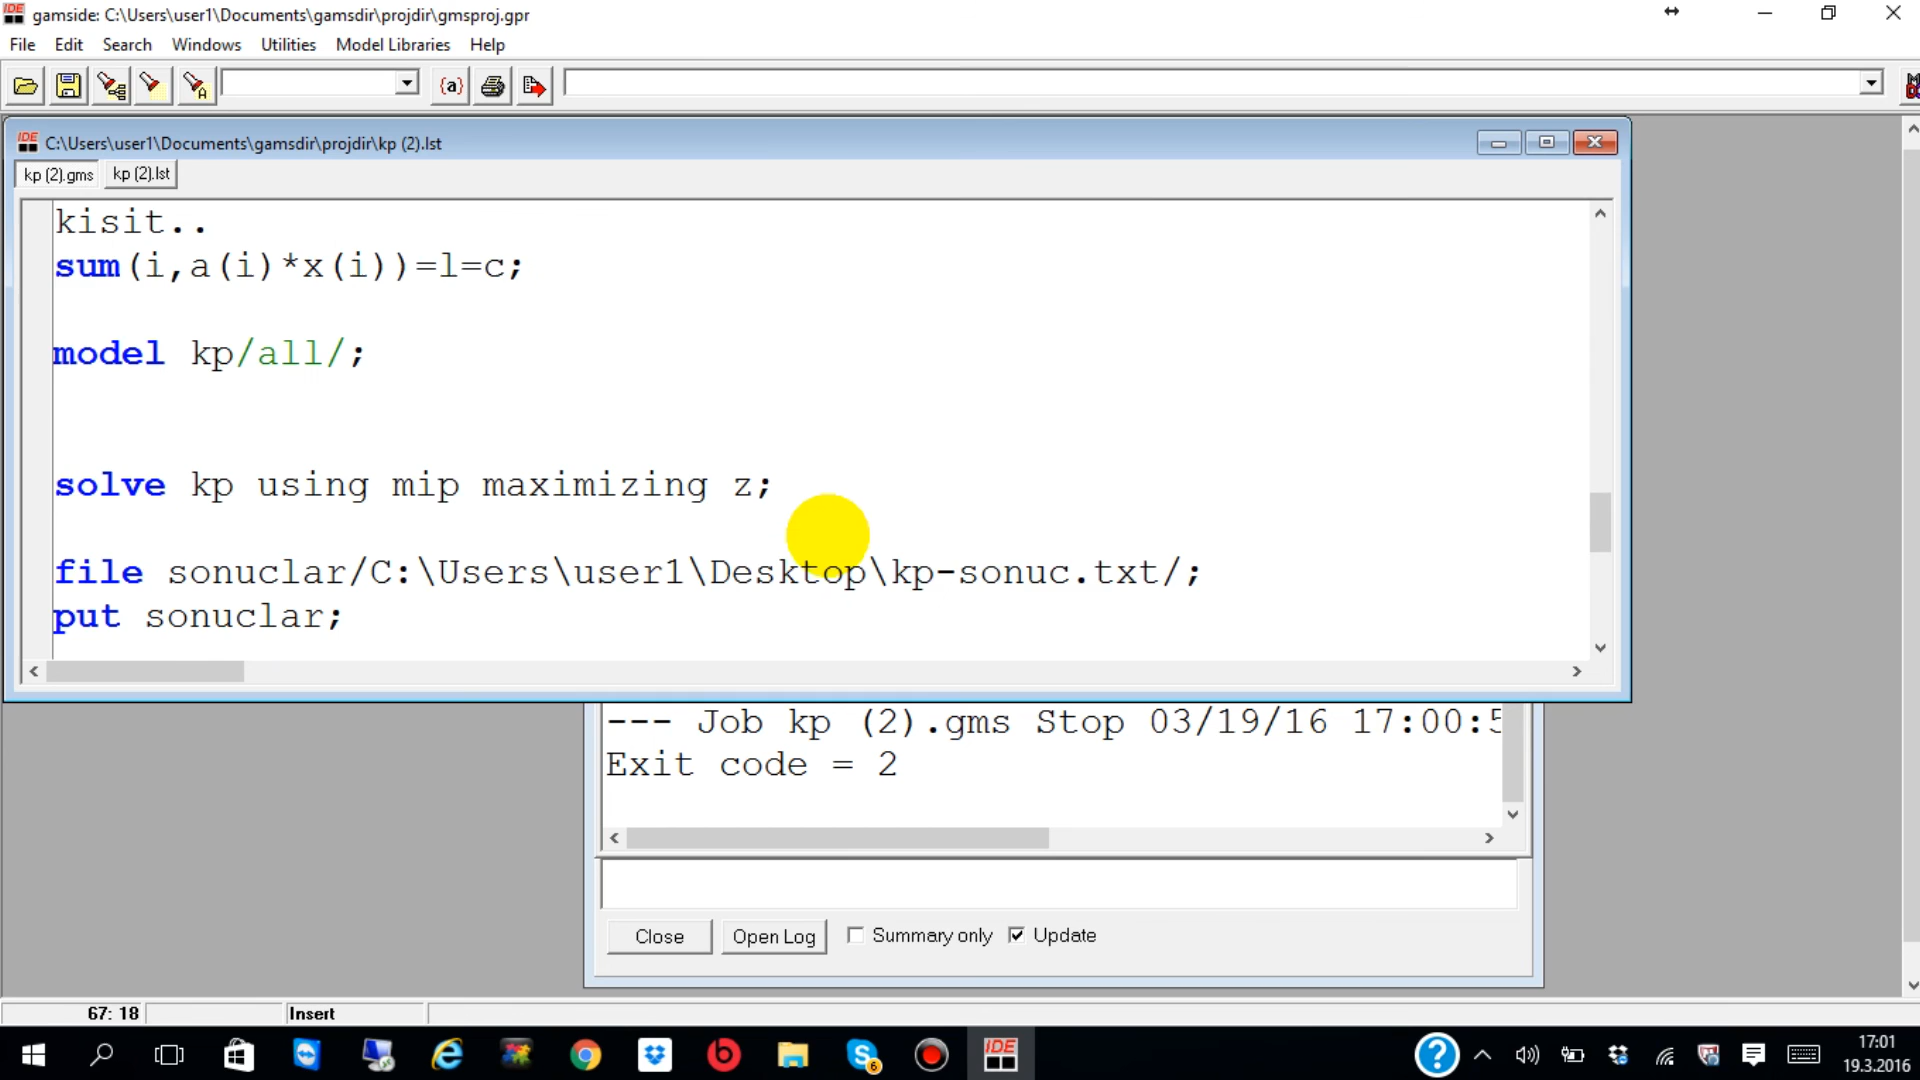 IDE gamside: C:\Users\user1\Documents\gamsdir\projdir\gmsproj.gpr
File Edit Search Windows Utilities Model Libraries Help
{a}
IDE C:\Users\user1\Documents\gamsdir\projdir\kp (2).lst
kp (2).gms kp (2).lst
kisit..
sum(i,a(i)*x(i))=l=c;
model kp/all/;
solve kp using mip maximizing z;
file sonuclar/C:\Users\user1\Desktop\kp-sonuc.txt/;
put sonuclar;
--- Job kp (2).gms Stop 03/19/16 17:00:5
Exit code = 2
Close Open Log Summary only Update
67: 18 Insert
6 IDE ? 17:01
19.3.2016